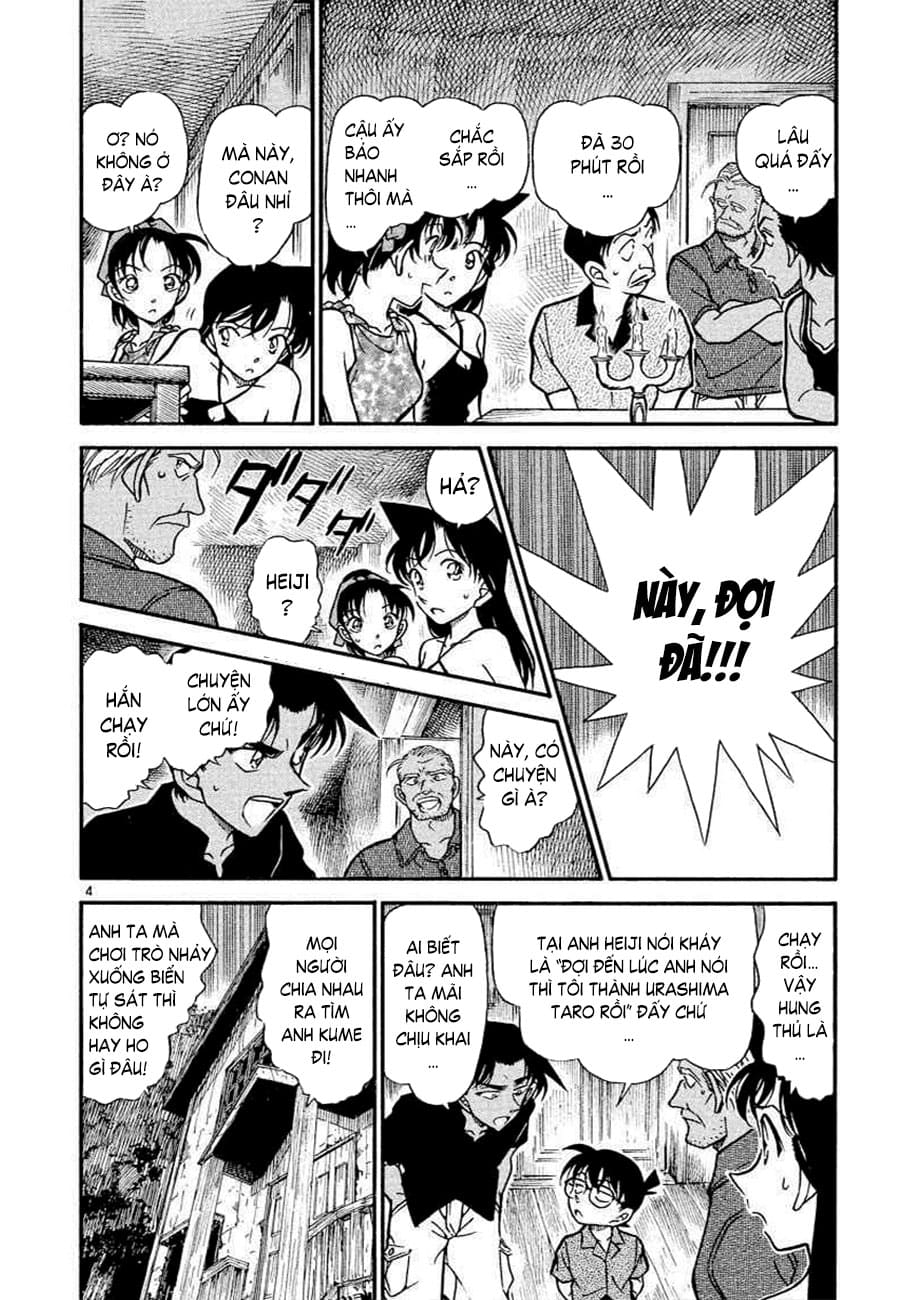 LÂU
QUÁ ĐẤY
...
ĐÃ 30
PHÚT RỒI
...
CHẮC
SẮP RỒI
...
CẬU ẤY
BẢO
NHANH
THÔI MÀ
...
MÀ NÀY,
CONAN
ĐÂU NHỈ
?
Ơ? NÓ
KHÔNG Ở
ĐÂY À?
NÀY, ĐỢI
ĐÃ!!!
HẢ?
HEIJI
?
ダダダ
NÀY, CÓ
CHUYỆN
GÌ À?
CHUYỆN
LỚN ẤY
CHỨ!
HẮN
CHẠY
RỒI!
4
CHẠY
RỒI...
VẬY
HUNG
THỦ LÀ
...
TẠI ANH HEIJI NÓI KHÁY
LÀ “ĐỢI ĐẾN LÚC ANH NÓI
THÌ TÔI THÀNH URASHIMA
TARO RỒI” ĐẤY CHỨ
...
AI BIẾT
ĐÂU? ANH
TA MÃI
KHÔNG
CHỊU KHAI
...
MỌI
NGƯỜI
CHIA NHAU
RA TÌM
ANH KUME
ĐI!
ANH TA MÀ
CHƠI TRÒ NHẢY
XUỐNG BIỂN
TỰ SÁT THÌ
KHÔNG
HAY HO
GÌ ĐÂU!